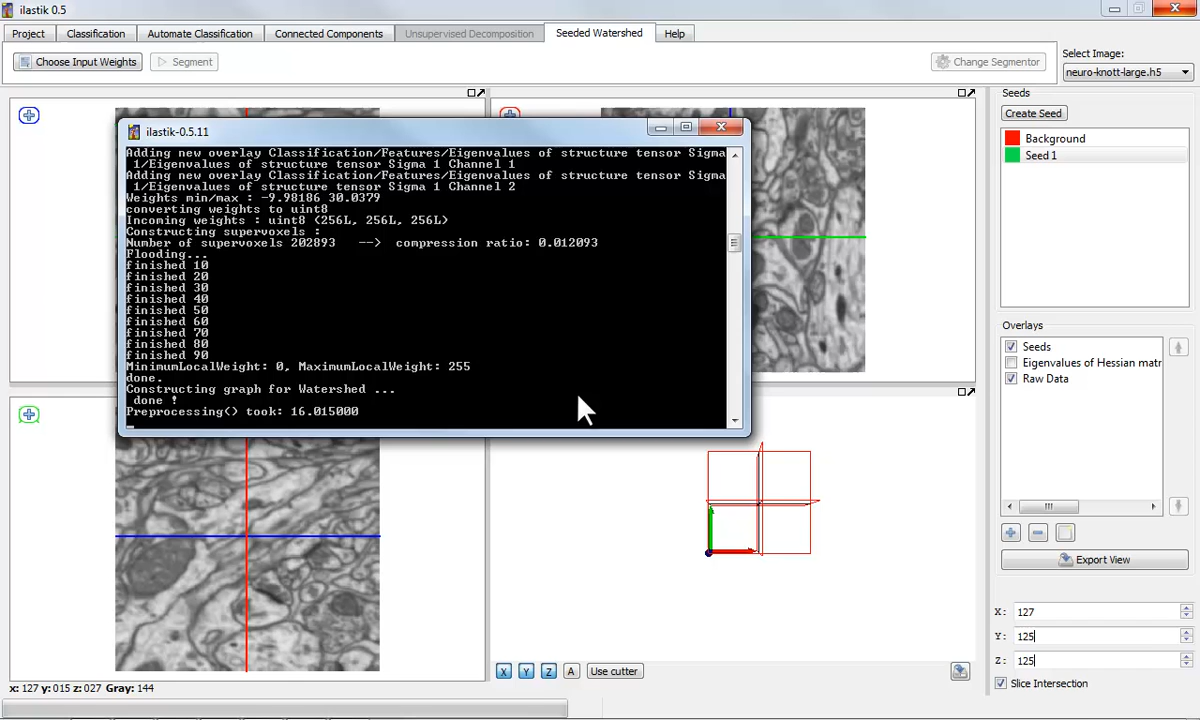 ilastik 0.5
Project
Classification
Automate Classification
Connected Components
Unsupervised Decomposition
Seeded Watershed
Help
Choose Input Weights
Segment
Change Segmentor
Select Image:
neuro-knott-large.h5
ilastik-0.5.11
Adding new overlay Classification/Features/Eigenvalues of structure tensor Sigma
1/Eigenvalues of structure tensor Sigma 1 Channel 1
Adding new overlay Classification/Features/Eigenvalues of structure tensor Sigma
1/Eigenvalues of structure tensor Sigma 1 Channel 2
Weights min/max : -9.98186 30.0379
converting weights to uint8
Incoming weights : uint8 (256L, 256L, 256L)
Constructing supervoxels :
Number of supervoxels 202893 --> compression ratio: 0.012093
Flooding...
finished 10
finished 20
finished 30
finished 40
finished 50
finished 60
finished 70
finished 80
finished 90
MinimumLocalWeight: 0, MaximumLocalWeight: 255
done.
Constructing graph for Watershed ...
done !
Preprocessing() took: 16.015000
Seeds
Create Seed
Background
Seed 1
Overlays
Seeds
Eigenvalues of Hessian matr
Raw Data
Export View
X: 127
Y: 125
Z: 125
Slice Intersection
X
Y
Z
A
Use cutter
x: 127 y: 015 z: 027 Gray: 144